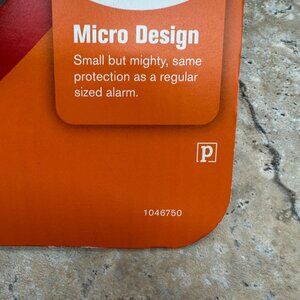 Micro Design
Small but mighty, same
protection as a regular
sized alarm.
p
1046750